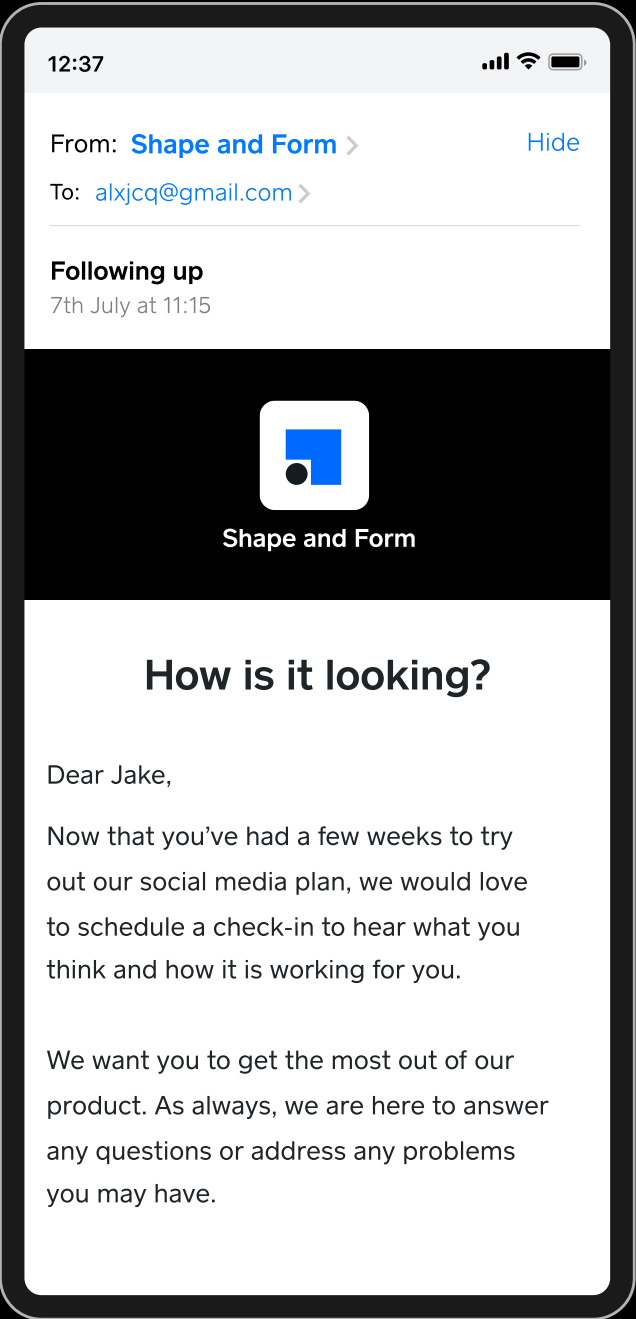 12:37
From: Shape and Form
Hide
To: alxjcq@gmail.com
Following up
7th July at 11:15
Shape and Form
How is it looking?
Dear Jake,
Now that you’ve had a few weeks to try
out our social media plan, we would love
to schedule a check-in to hear what you
think and how it is working for you.
We want you to get the most out of our
product. As always, we are here to answer
any questions or address any problems
you may have.